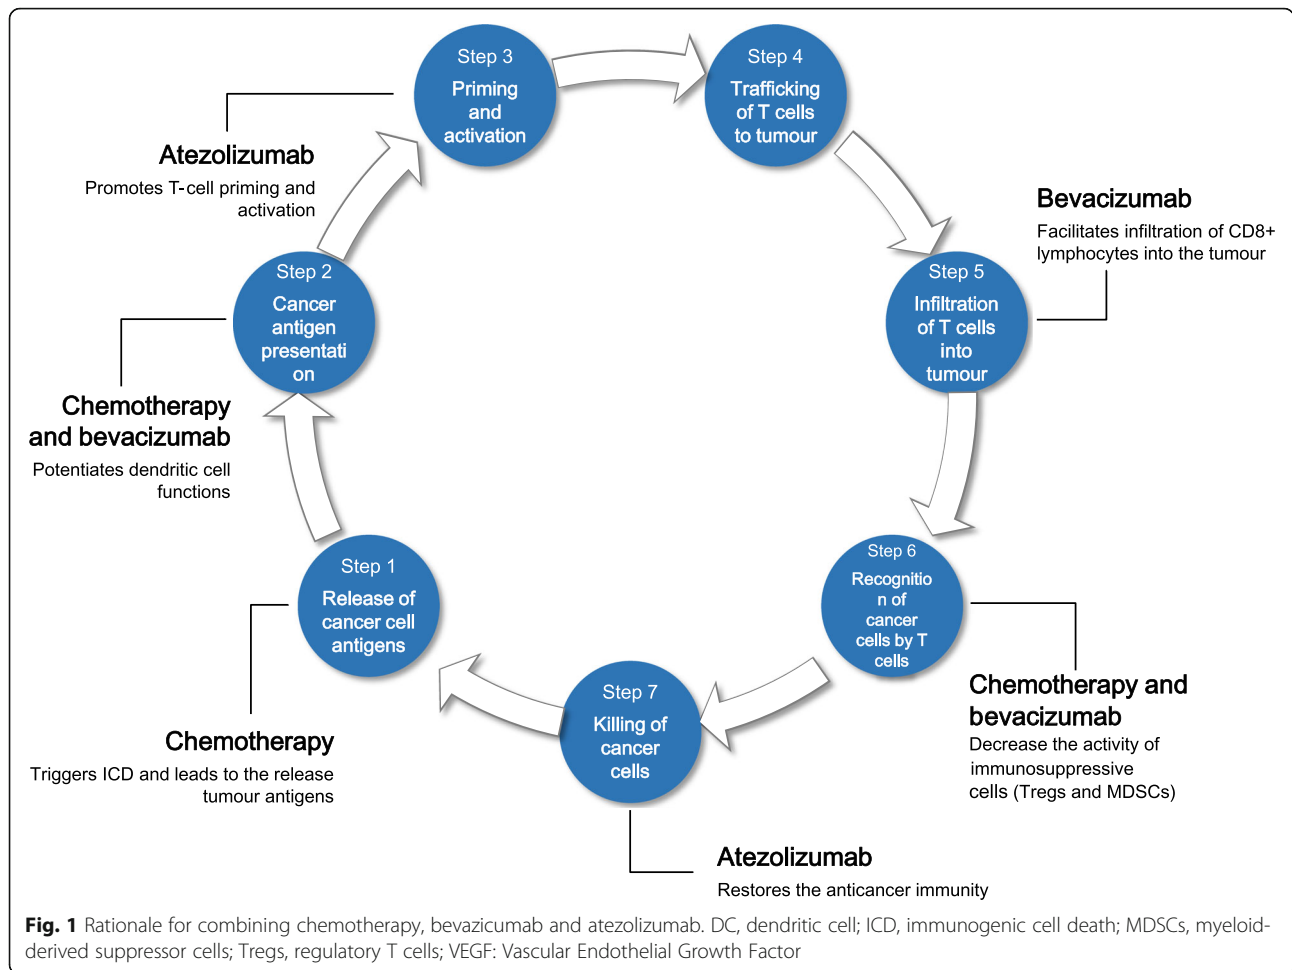 Step 3
Priming
and
activation
Step 4
Trafficking
of T cells
to tumour
Atezolizumab
Promotes T-cell priming and
activation
Bevacizumab
Facilitates infiltration of CD8+
lymphocytes into the tumour
Step 2
Cancer
antigen
presentati
on
Step 5
Infiltration
of T cells
into
tumour
Chemotherapy
and bevacizumab
Potentiates dendritic cell
functions
Step 1
Release of
cancer cell
antigens
Step 6
Recognitio
n of
cancer
cells by T
cells
Step 7
Killing of
cancer
cells
Chemotherapy and
bevacizumab
Decrease the activity of
immunosuppressive
cells (Tregs and MDSCs)
Chemotherapy
Triggers ICD and leads to the release
tumour antigens
Atezolizumab
Restores the anticancer immunity
Fig. 1 Rationale for combining chemotherapy, bevazicumab and atezolizumab. DC, dendritic cell; ICD, immunogenic cell death; MDSCs, myeloid-
derived suppressor cells; Tregs, regulatory T cells; VEGF: Vascular Endothelial Growth Factor